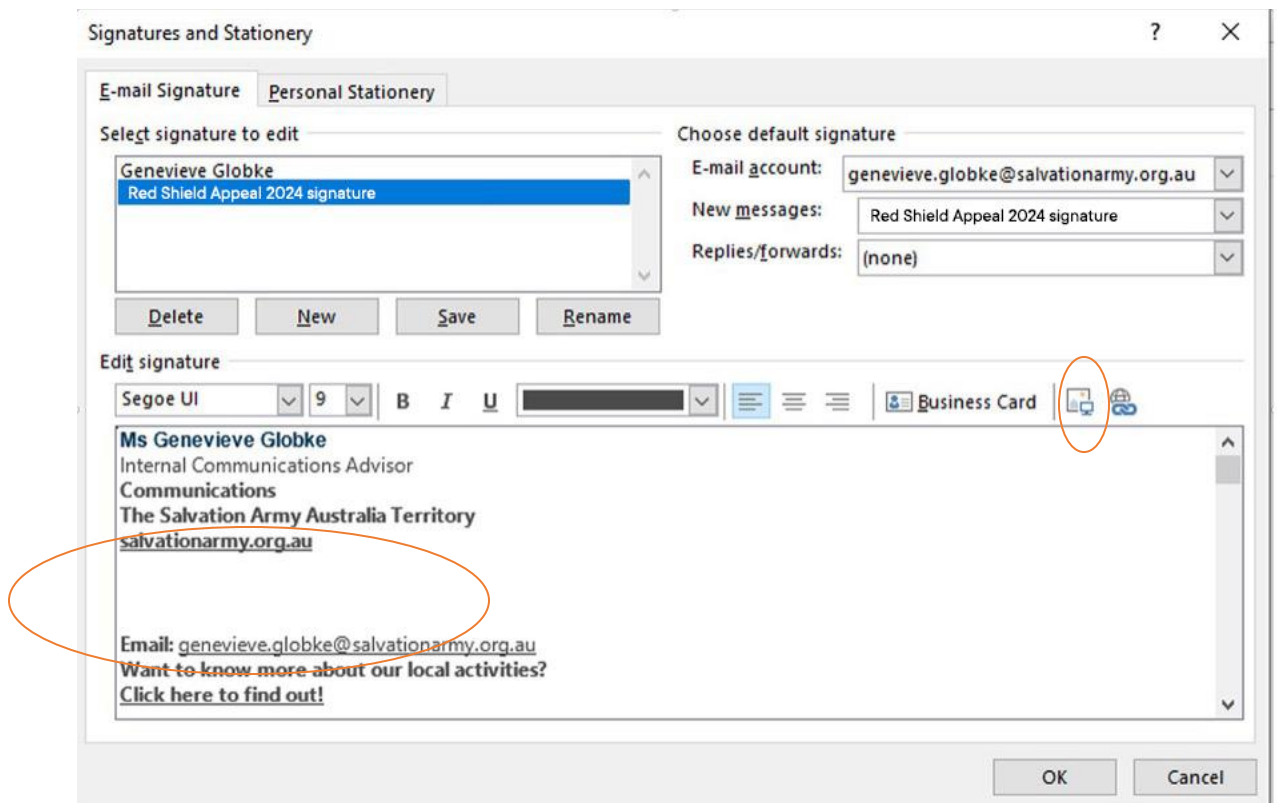 Signatures and Stationery ?
E-mail Signature Personal Stationery
Select signature to edit
Genevieve Globke
Red Shield Appeal 2024 signature
Delete New Save Rename
Choose default signature
E-mail account: genevieve.globke@salvationarmy.org.au
New messages: Red Shield Appeal 2024 signature
Replies/forwards: (none)
Edit signature
Segoe UI 9 B I U Business Card
Ms Genevieve Globke
Internal Communications Advisor
Communications
The Salvation Army Australia Territory
salvationarmy.org.au
Email: genevieve.globke@salvationarmy.org.au
Want to know more about our local activities?
Click here to find out!
OK Cancel